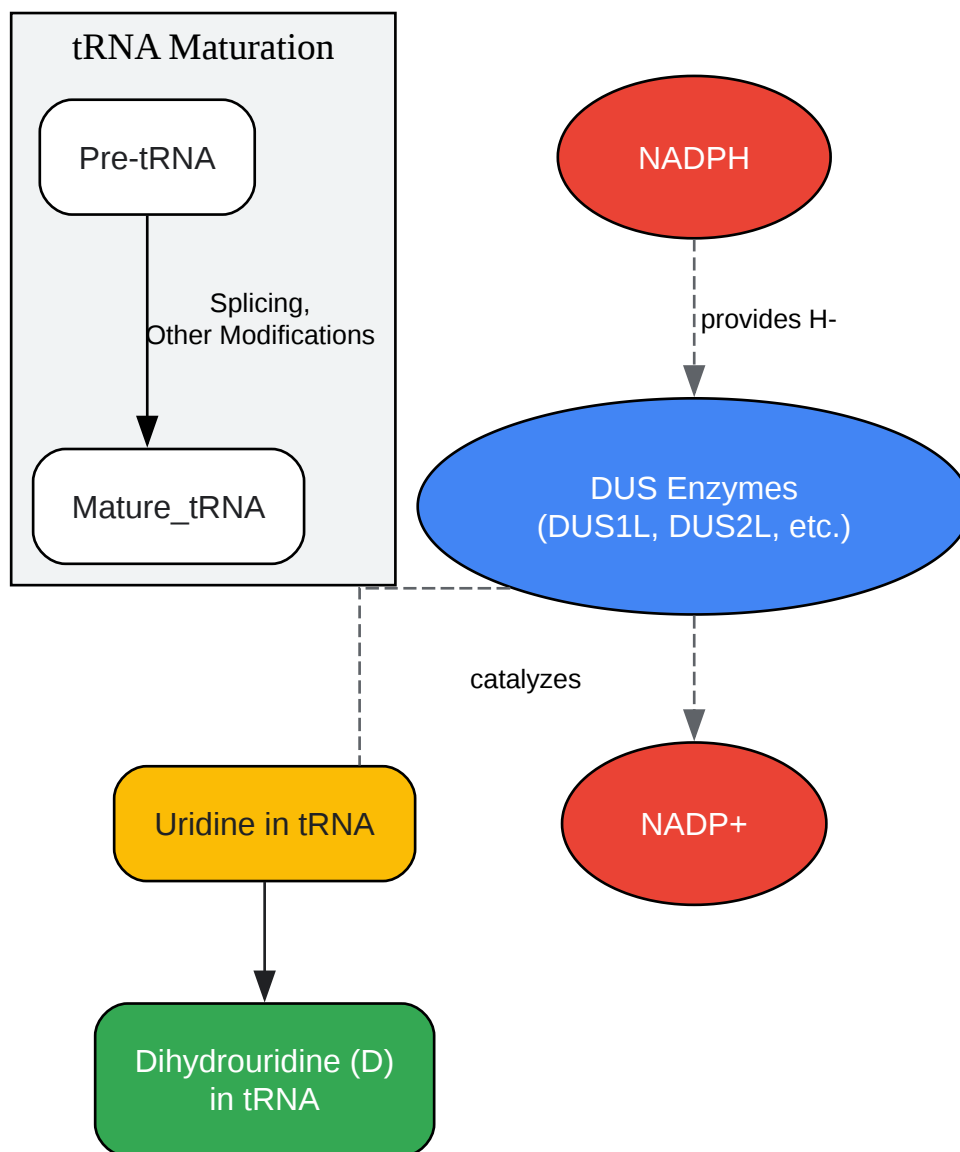 tRNA Maturation
Pre-tRNA
Splicing,
Other Modifications
Mature_tRNA
NADPH
provides H-
DUS Enzymes
(DUS1L, DUS2L, etc.)
catalyzes
NADP+
Uridine in tRNA
Dihydrouridine (D)
in tRNA